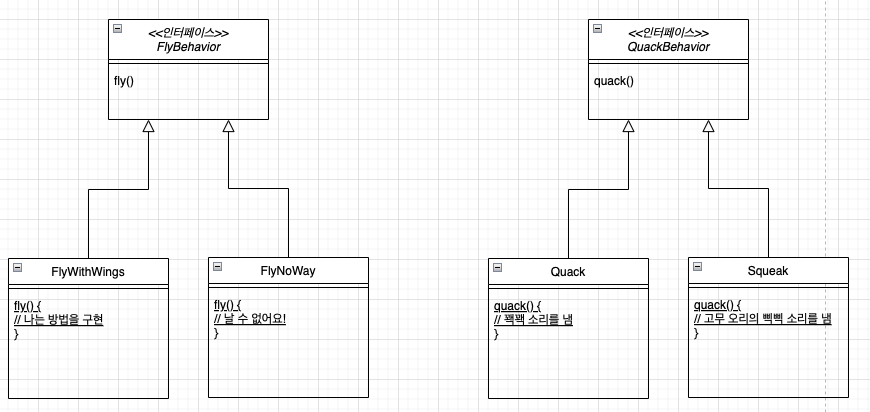 <<인터페이스>>
FlyBehavior
fly()
<<인터페이스>>
QuackBehavior
quack()
FlyWithWings
fly() {
// 나는 방법을 구현
}
FlyNoWay
fly() {
// 날 수 없어요!
}
Quack
quack() {
// 꽥꽥 소리를 냄
}
Squeak
quack() {
// 고무 오리의 삑삑 소리를 냄
}